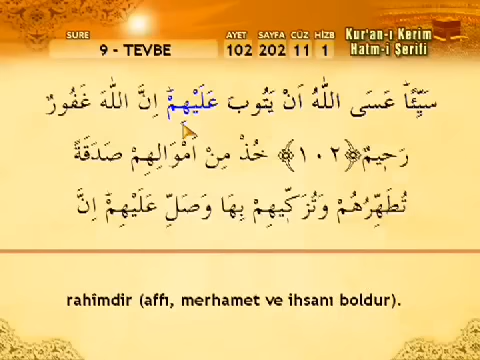 SURE AYET SAYFA CÜZ HİZB Kur'an-ı Kerim
9 - TEVBE 102 202 11 1 Hatm-i Şerifi
سَيِّئًاۜ عَسَى اللّٰهُ اَنْ يَتُوبَ عَلَيْهِمْۜ اِنَّ اللّٰهَ غَفُورٌ
رَحٖيمٌ ﴿١٠٢﴾ خُذْ مِنْ اَمْوَالِهِمْ صَدَقَةً
تُطَهِّرُهُمْ وَتُزَكّٖيهِمْ بِهَا وَصَلِّ عَلَيْهِمْۜ اِنَّ
rahîmdir (affı, merhamet ve ihsanı boldur).